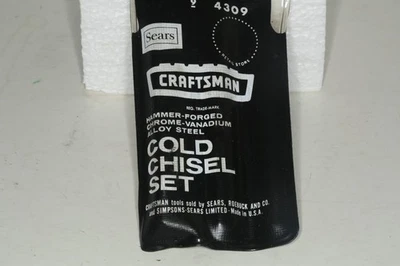 4309
Sears
CRAFTSMAN
REG. TRADE-MARK
HAMMER-FORGED
CHROME-VANADIUM
ALLOY STEEL
COLD
CHISEL
SET
CRAFTSMAN tools sold by SEARS, ROEBUCK AND CO.
and SIMPSONS-SEARS LIMITED · Made in U.S.A.